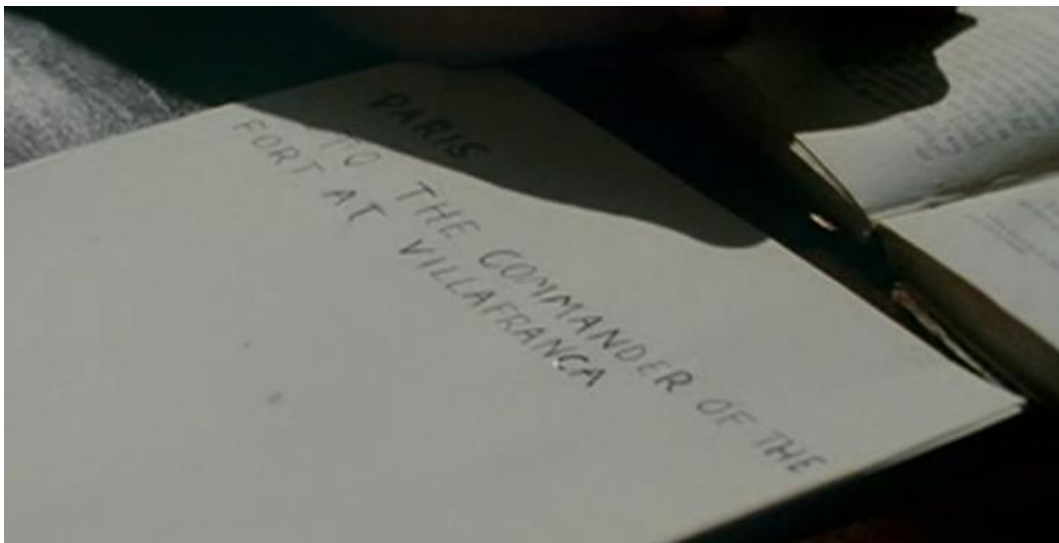 PARIS
TO THE COMMANDER OF THE
FORT AT VILLAFRANCA